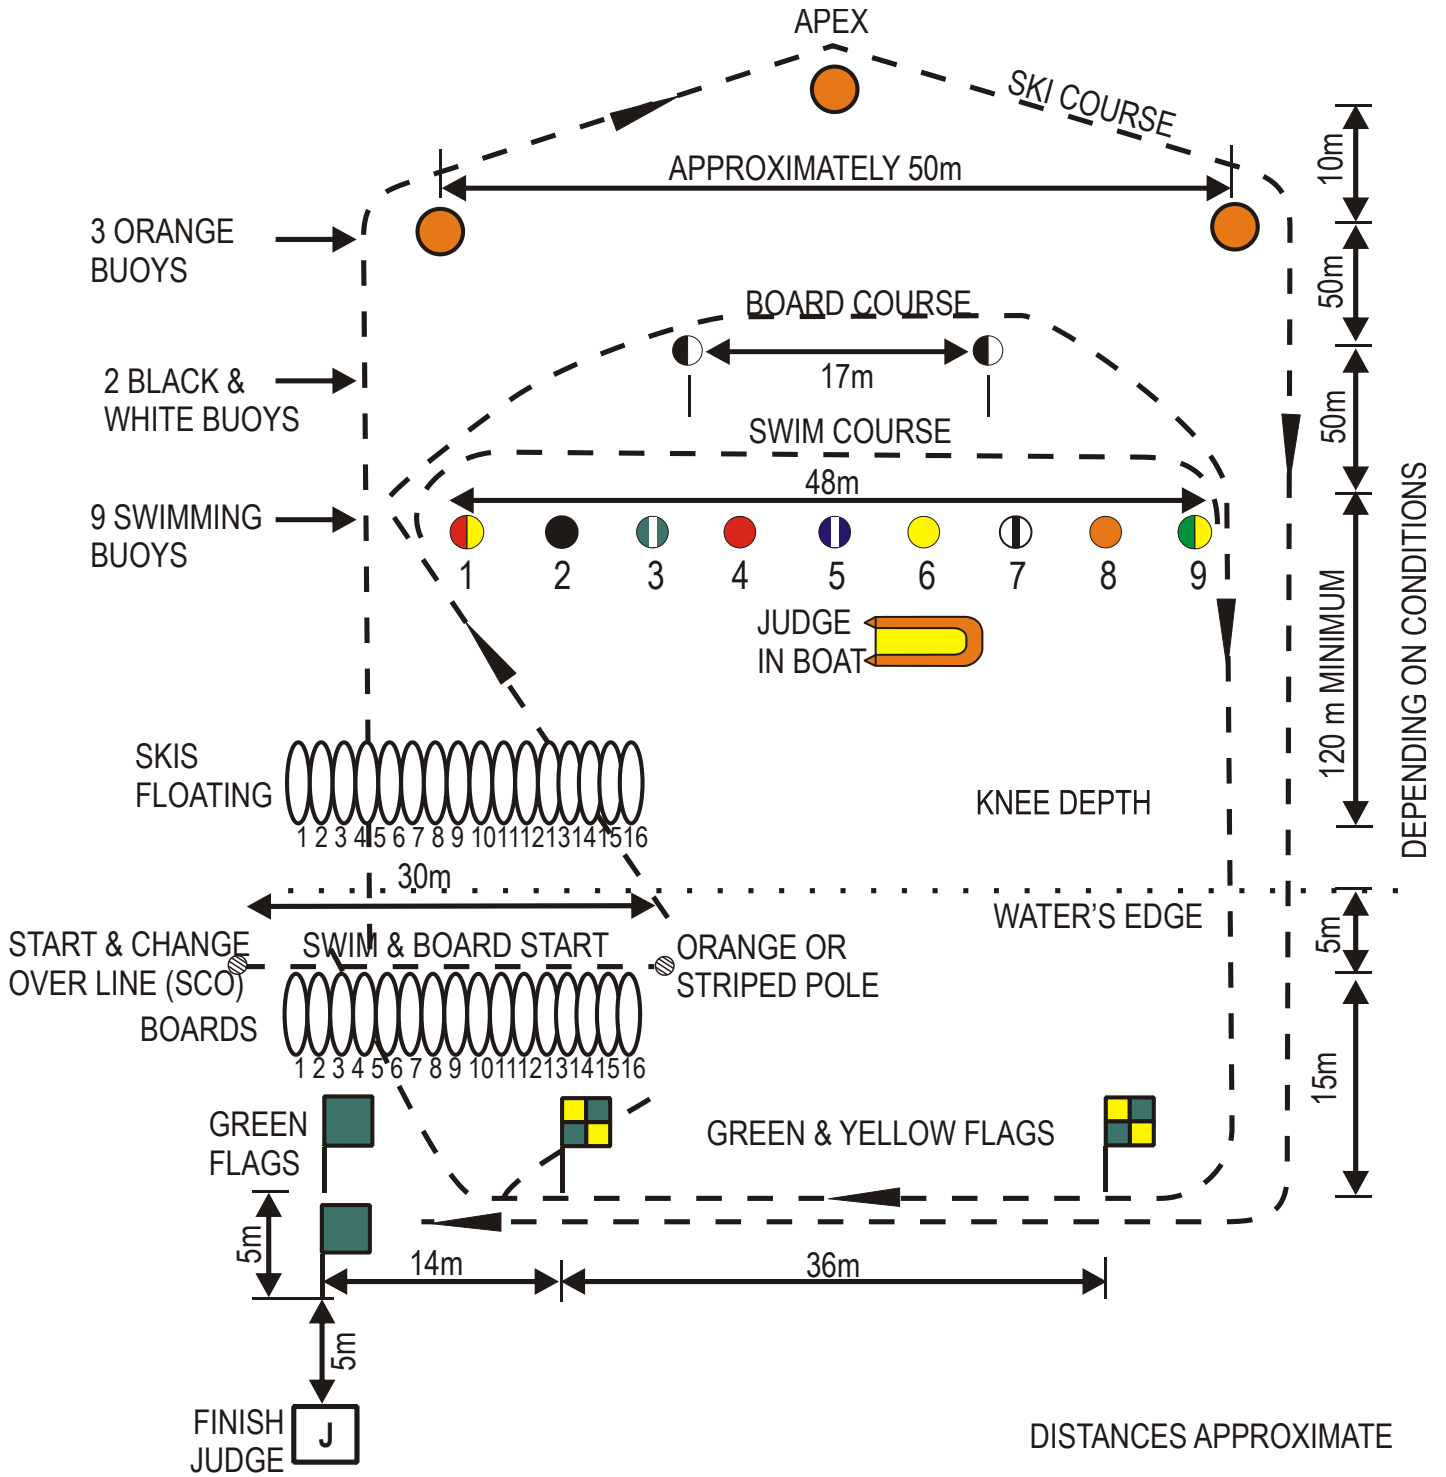 APEX
SKI COURSE
10m
APPROXIMATELY 50m
3 ORANGE
BUOYS
50m
BOARD COURSE
17m
2 BLACK &
WHITE BUOYS
50m
SWIM COURSE
48m
9 SWIMMING
BUOYS
1 2 3 4 5 6 7 8 9
JUDGE
IN BOAT
120 m MINIMUM
DEPENDING ON CONDITIONS
SKIS
FLOATING
1 2 3 4 5 6 7 8 9 10 11 12 13 14 15 16
KNEE DEPTH
30m
WATER'S EDGE
5m
START & CHANGE
OVER LINE (SCO)
SWIM & BOARD START
ORANGE OR
STRIPED POLE
BOARDS
1 2 3 4 5 6 7 8 9 10 11 12 13 14 15 16
15m
GREEN
FLAGS
GREEN & YELLOW FLAGS
5m
14m
36m
5m
FINISH
JUDGE
J
DISTANCES APPROXIMATE